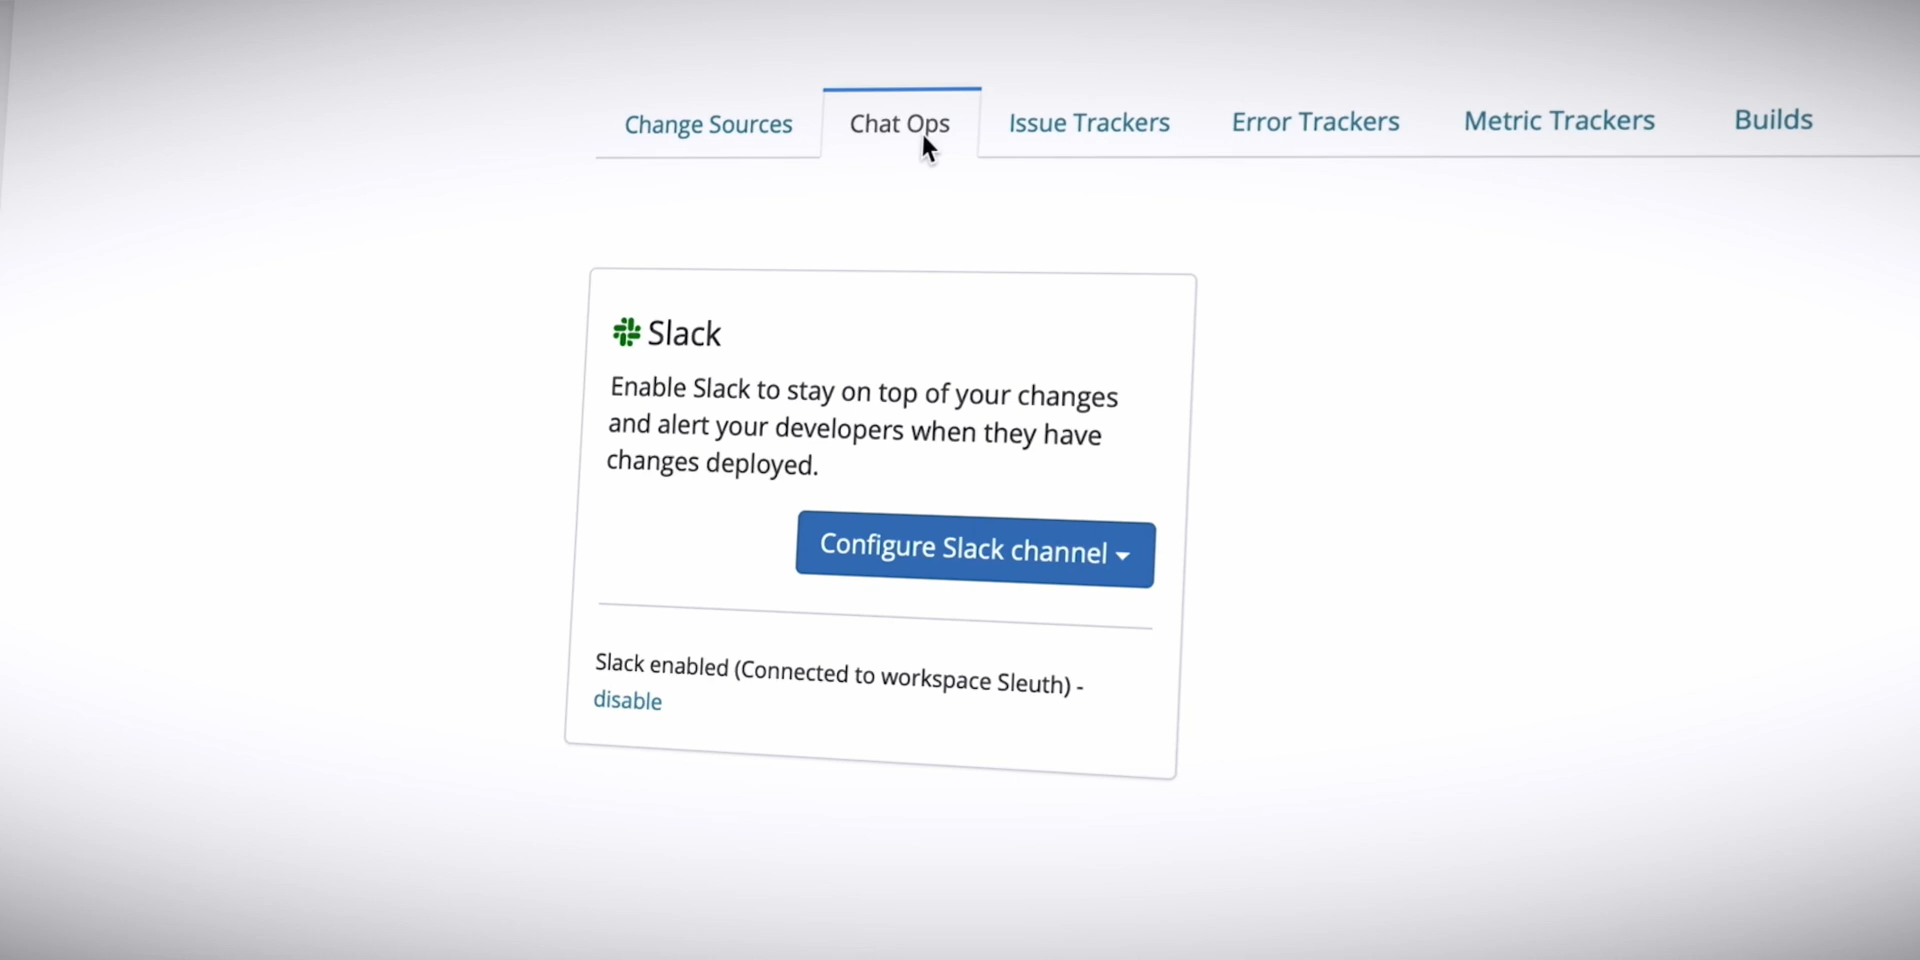 Change Sources Chat Ops Issue Trackers Error Trackers Metric Trackers Builds
Slack
Enable Slack to stay on top of your changes
and alert your developers when they have
changes deployed.
Configure Slack channel
Slack enabled (Connected to workspace Sleuth) -
disable